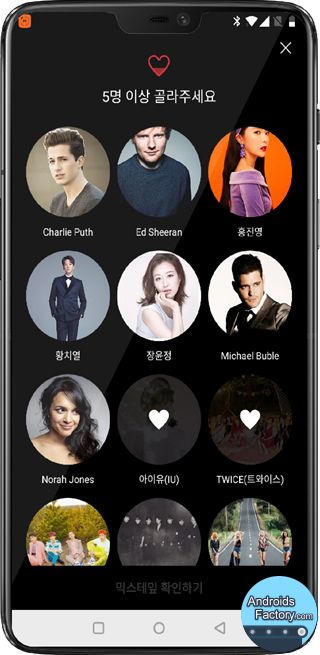 5명 이상 골라주세요
Charlie Puth
Ed Sheeran
홍진영
황치열
장윤정
Michael Buble
Norah Jones
아이유(IU)
TWICE(트와이스)
믹스테잎 확인하기
Androids
Factory.com